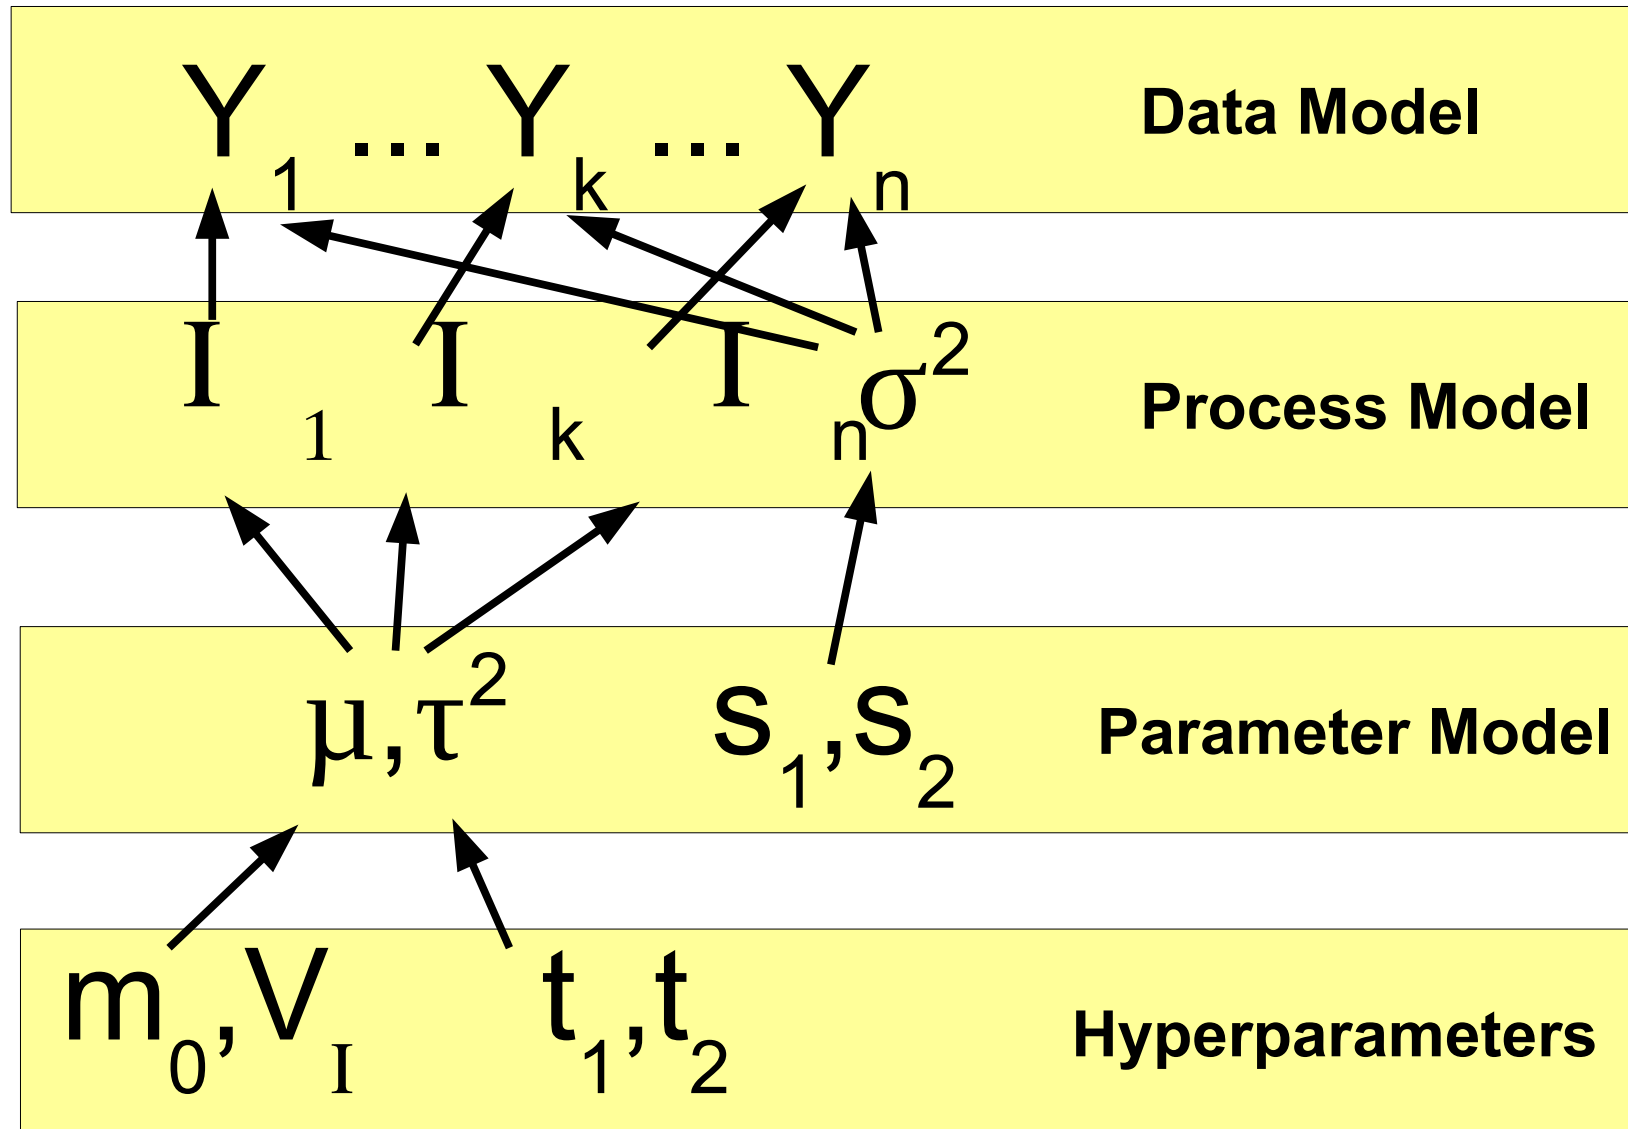 Y₁ ... Yₖ ... Yₙ Data Model
I₁ Iₖ Iₙ σ² Process Model
μ,τ² s₁,s₂ Parameter Model
m₀,V_I t₁,t₂ Hyperparameters